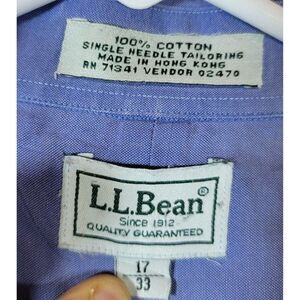 100% COTTON
SINGLE NEEDLE TAILORING
MADE IN HONG KONG
RN 71341 VENDOR 02470
L.L.Bean®
Since 1912
QUALITY GUARANTEED
17
33